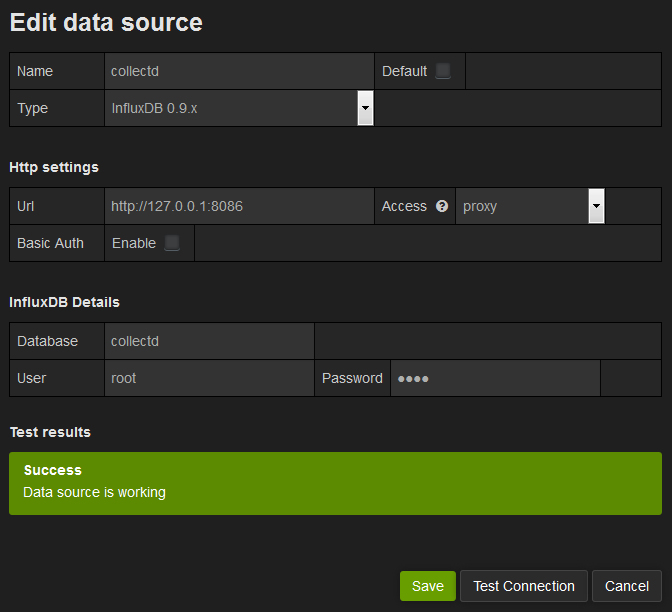 Edit data source
Name collectd Default
Type InfluxDB 0.9.x
Http settings
Url http://127.0.0.1:8086 Access ? proxy
Basic Auth Enable
InfluxDB Details
Database collectd
User root Password ●●●●
Test results
Success
Data source is working
Save Test Connection Cancel